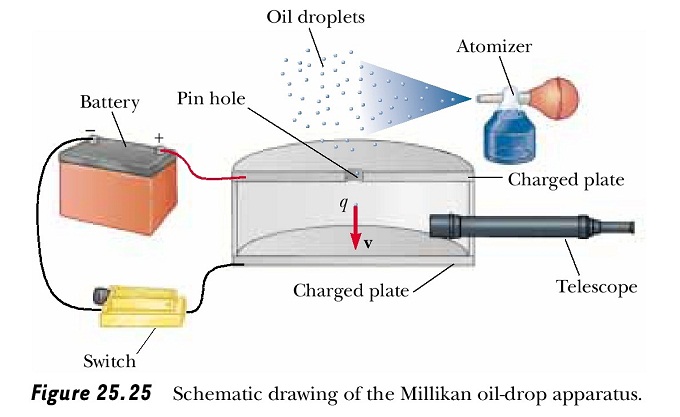 Oil droplets
Atomizer
Battery
Pin hole
− +
Charged plate
q
v
Charged plate
Telescope
Switch
Figure 25.25 Schematic drawing of the Millikan oil-drop apparatus.